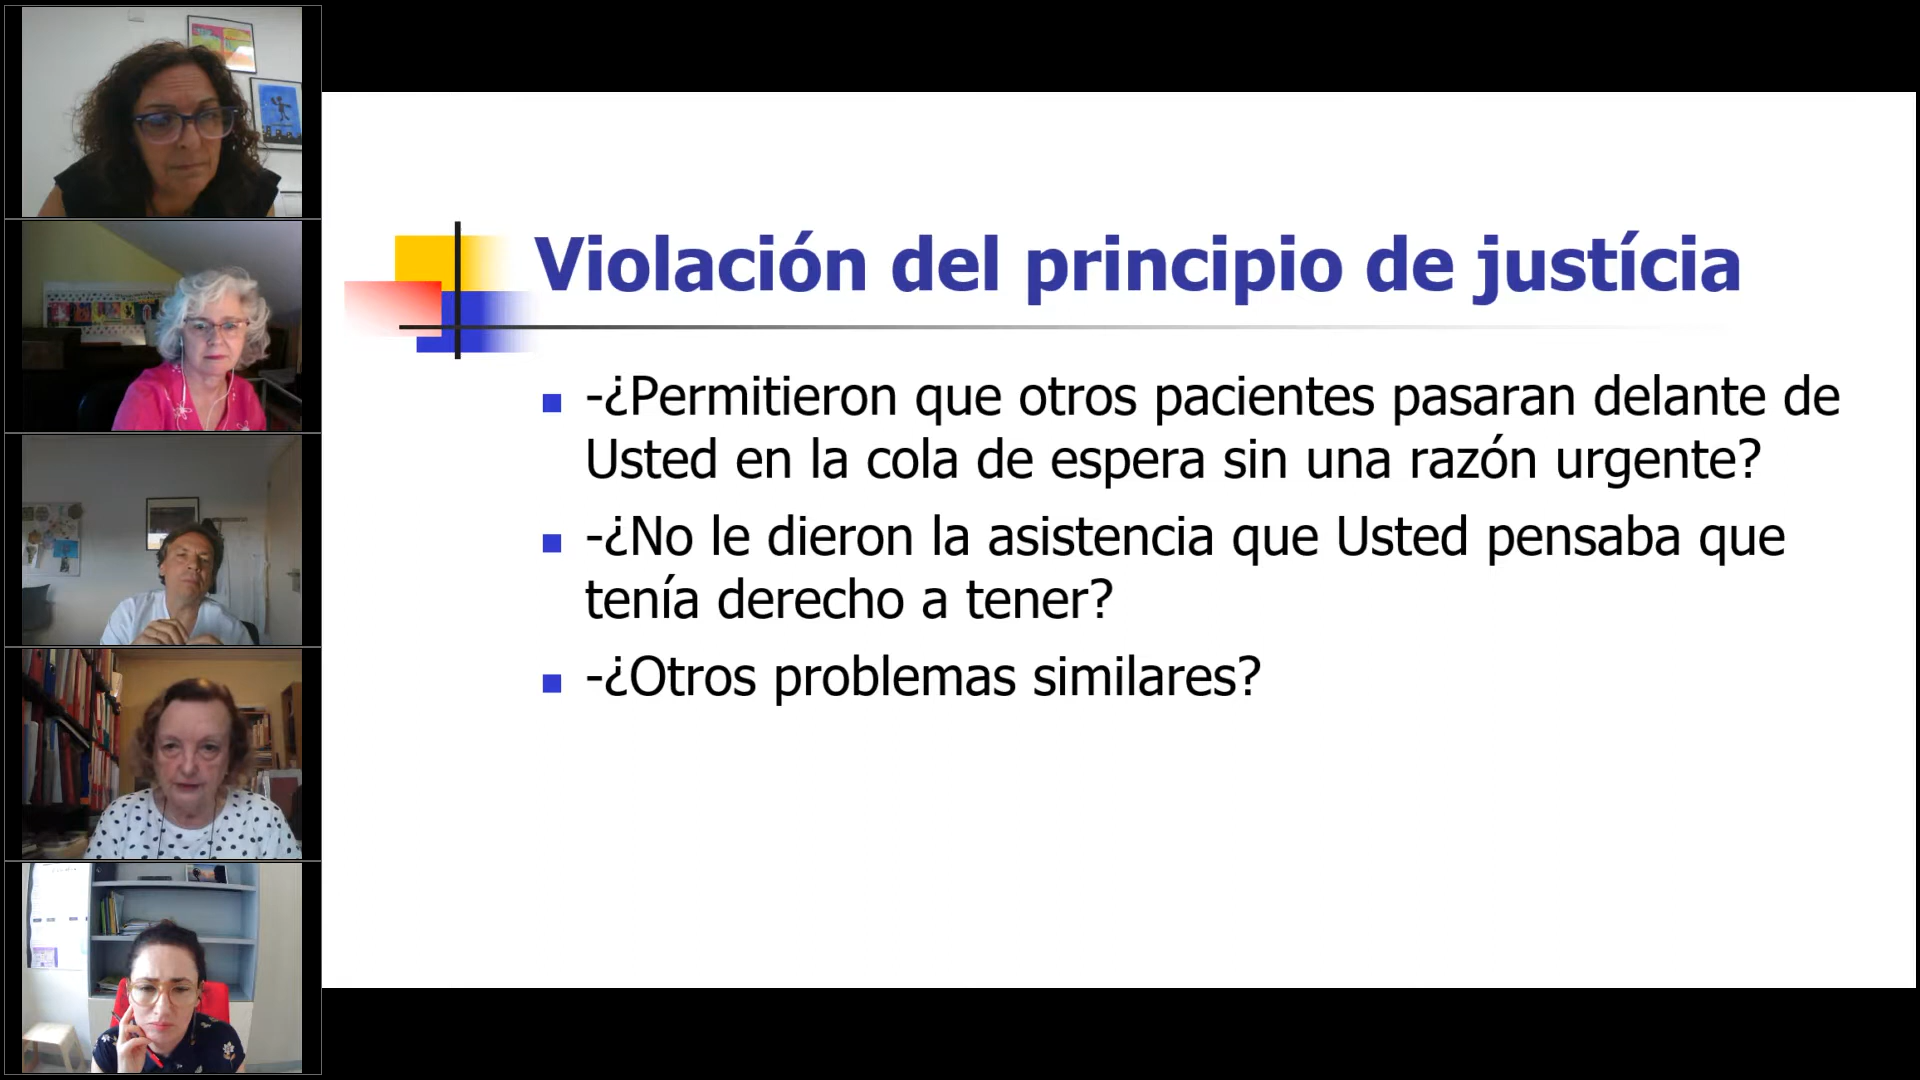 Violación del principio de justícia
-¿Permitieron que otros pacientes pasaran delante de
Usted en la cola de espera sin una razón urgente?
-¿No le dieron la asistencia que Usted pensaba que
tenía derecho a tener?
-¿Otros problemas similares?